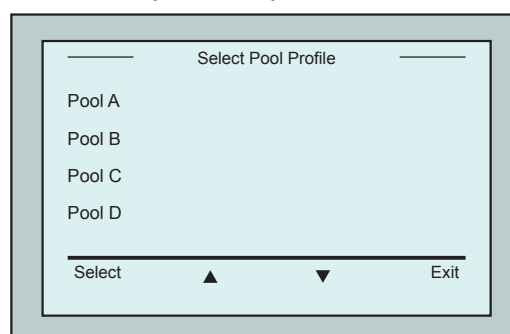 Select Pool Profile
Pool A
Pool B
Pool C
Pool D
Select ▲ ▼ Exit